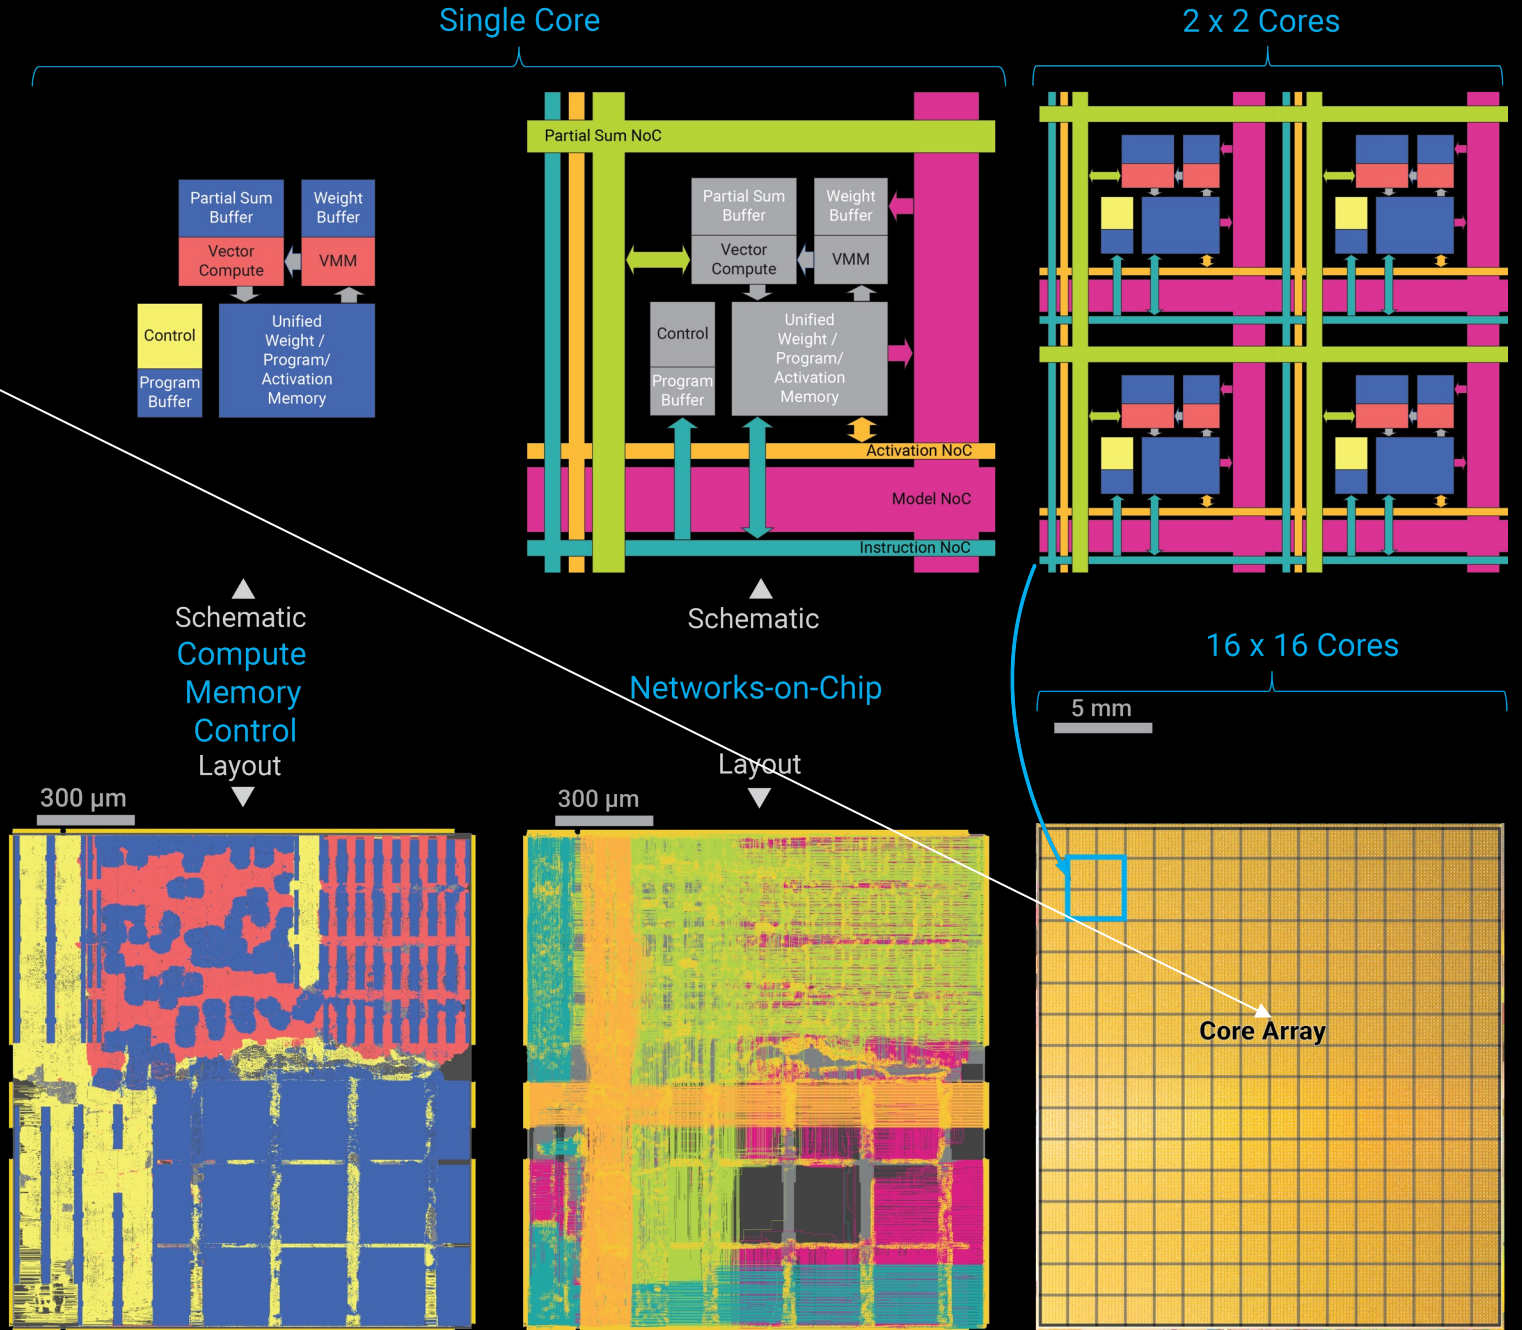 Single Core
2 x 2 Cores
Partial Sum
Buffer
Weight
Buffer
Vector
Compute
VMM
Control
Program
Buffer
Unified
Weight /
Program/
Activation
Memory
Partial Sum NoC
Partial Sum
Buffer
Weight
Buffer
Vector
Compute
VMM
Control
Program
Buffer
Unified
Weight /
Program/
Activation
Memory
Activation NoC
Model NoC
Instruction NoC
Schematic
Compute
Memory
Control
Layout
Schematic
Networks-on-Chip
Layout
16 x 16 Cores
5 mm
300 μm
300 μm
Core Array